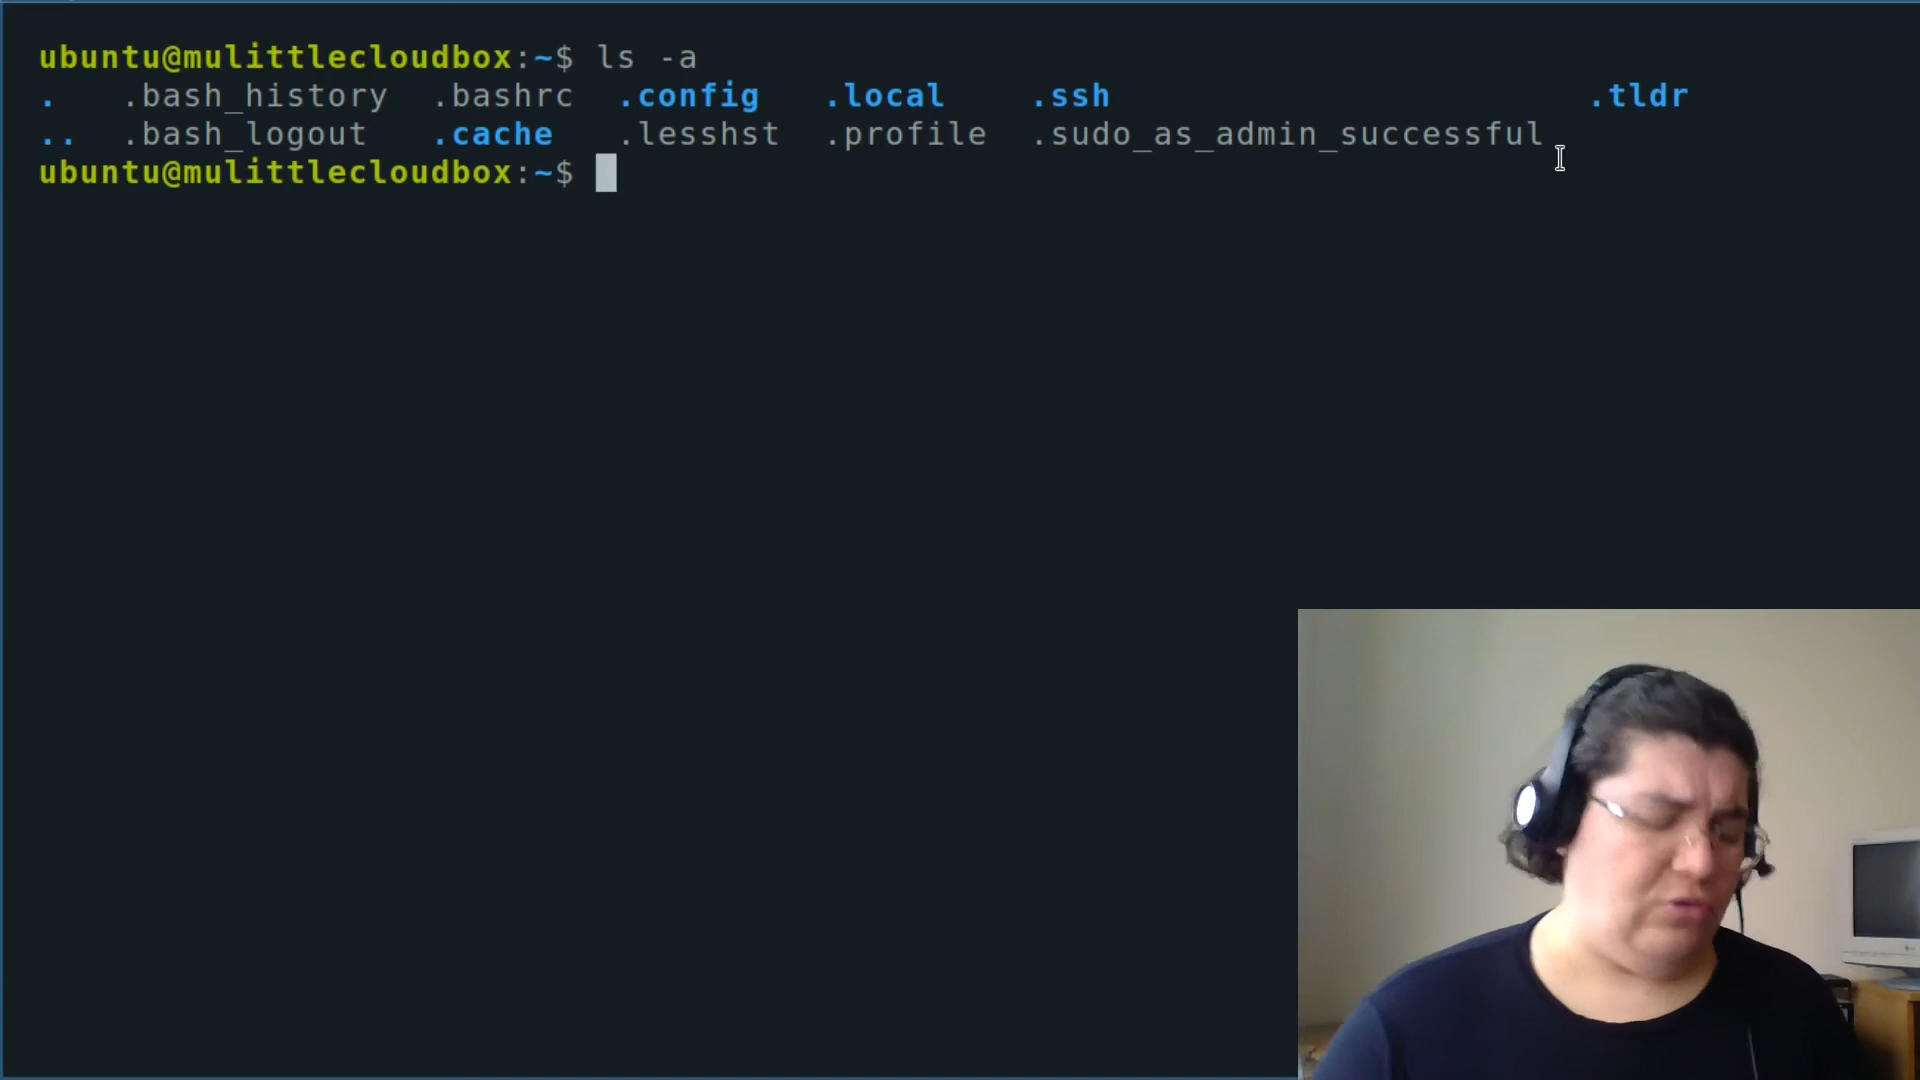 ubuntu@mulittlecloudbox:~$ ls -a
. .bash_history .bashrc .config .local .ssh .tldr
.. .bash_logout .cache .lesshst .profile .sudo_as_admin_successful
ubuntu@mulittlecloudbox:~$